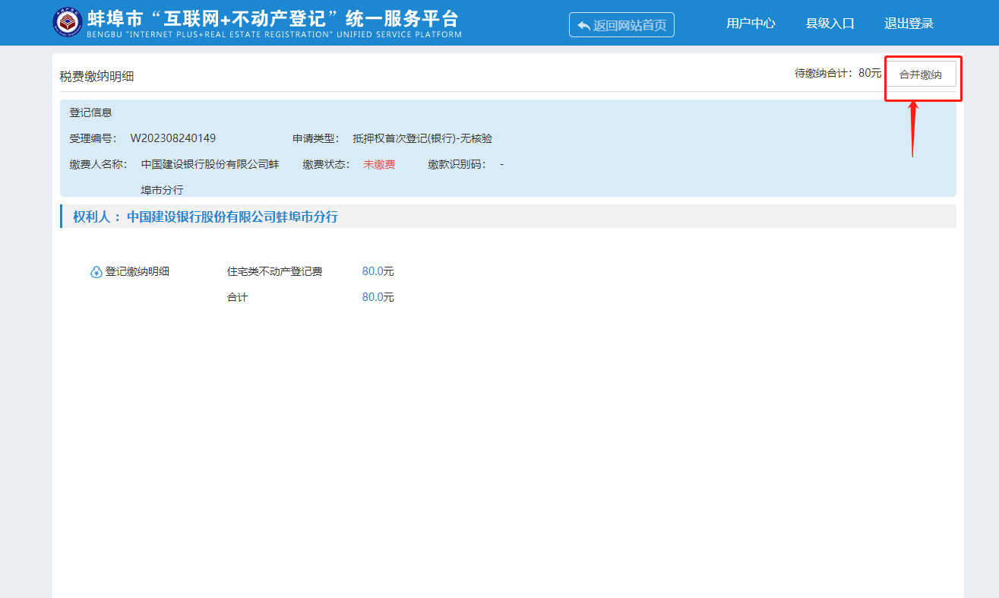 蚌埠市“互联网+不动产登记”统一服务平台
BENGBU "INTERNET PLUS+REAL ESTATE REGISTRATION" UNIFIED SERVICE PLATFORM
返回网站首页
用户中心 县级入口 退出登录
税费缴纳明细
待缴纳合计：80元 合并缴纳
登记信息
受理编号： W202308240149 申请类型： 抵押权首次登记(银行)-无核验
缴费人名称： 中国建设银行股份有限公司蚌 缴费状态： 未缴费 缴款识别码： -
埠市分行
权利人 ：中国建设银行股份有限公司蚌埠市分行
登记缴纳明细 住宅类不动产登记费 80.0元
合计 80.0元